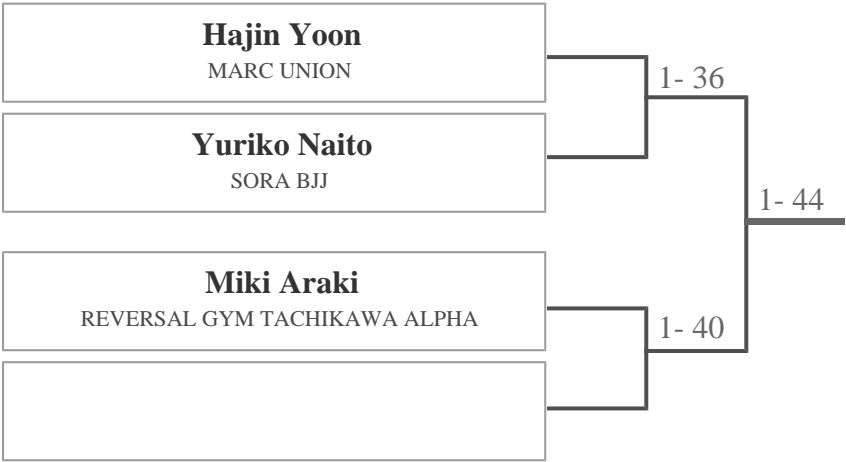 Hajin Yoon
MARC UNION
1- 36
Yuriko Naito
SORA BJJ
1- 44
Miki Araki
REVERSAL GYM TACHIKAWA ALPHA
1- 40